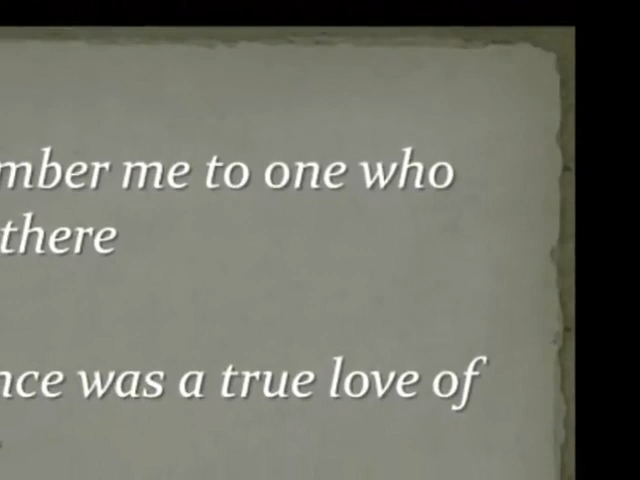 mber me to one who
there
nce was a true love of